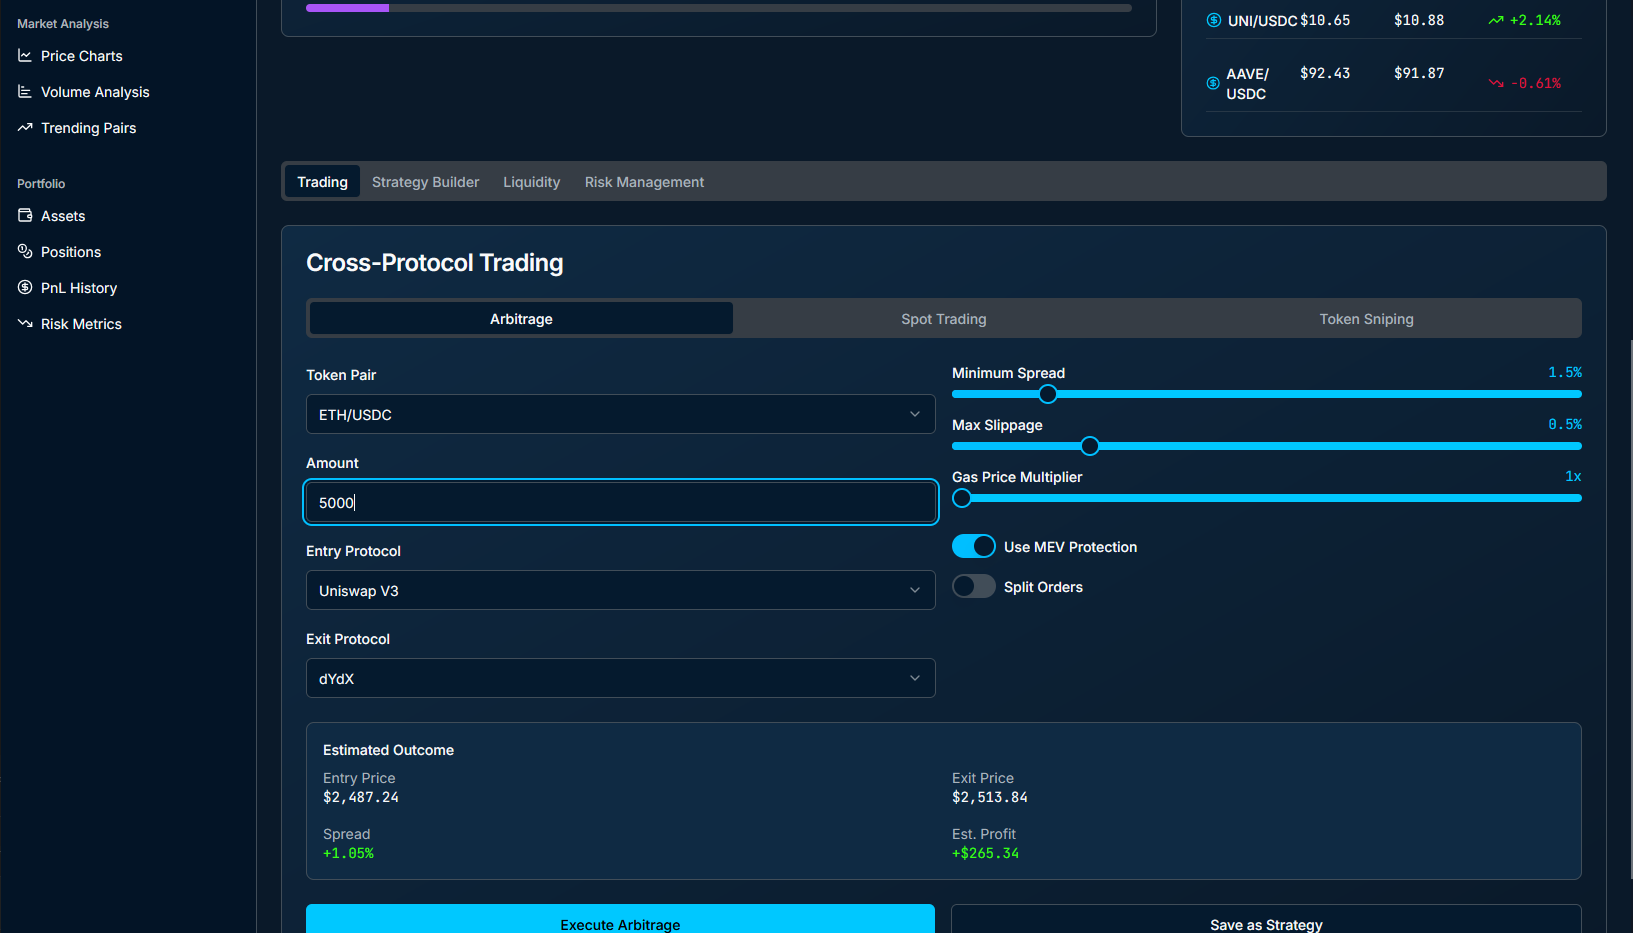 Market Analysis
Price Charts
Volume Analysis
Trending Pairs
Portfolio
Assets
Positions
PnL History
Risk Metrics
UNI/USDC $10.65 $10.88 +2.14%
AAVE/
USDC $92.43 $91.87 -0.61%
Trading Strategy Builder Liquidity Risk Management
Cross-Protocol Trading
Arbitrage Spot Trading Token Sniping
Token Pair
ETH/USDC
Amount
5000
Entry Protocol
Uniswap V3
Exit Protocol
dYdX
Minimum Spread 1.5%
Max Slippage 0.5%
Gas Price Multiplier 1x
Use MEV Protection
Split Orders
Estimated Outcome
Entry Price
$2,487.24
Exit Price
$2,513.84
Spread
+1.05%
Est. Profit
+$265.34
Execute Arbitrage
Save as Strategy